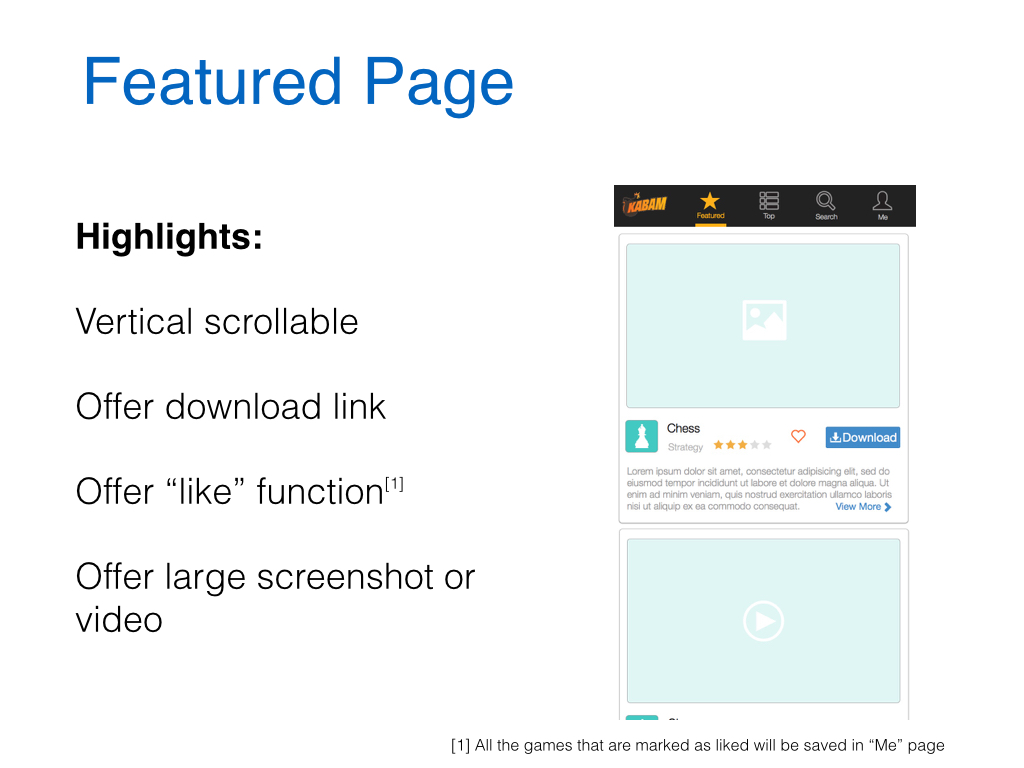 Featured Page
Highlights:
Vertical scrollable
Offer download link
Offer “like” function[1]
Offer large screenshot or
video
KABAM
Featured
Top
Search
Me
Chess
Strategy
Download
Lorem ipsum dolor sit amet, consectetur adipisicing elit, sed do
eiusmod tempor incididunt ut labore et dolore magna aliqua. Ut
enim ad minim veniam, quis nostrud exercitation ullamco laboris
nisi ut aliquip ex ea commodo consequat.
View More
[1] All the games that are marked as liked will be saved in “Me” page